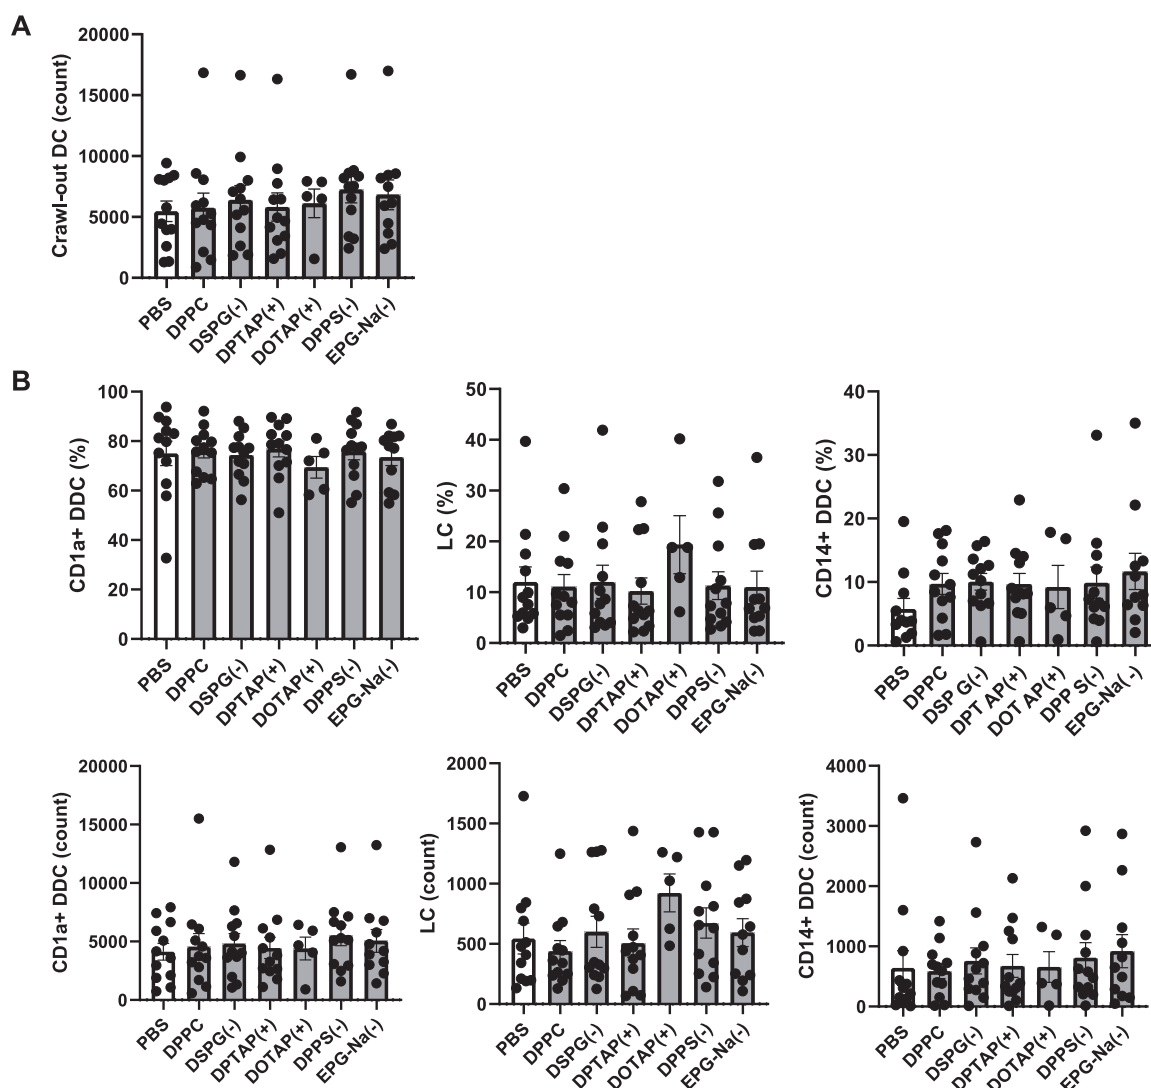 A
Crawl-out DC (count)
20000
15000
10000
5000
0
PBS
DPPC
DSPG(-)
DPTAP(+)
DOTAP(+)
DPPS(-)
EPG-Na(-)
B
CD1a+ DDC (%)
100
80
60
40
20
0
PBS
DPPC
DSPG(-)
DPTAP(+)
DOTAP(+)
DPPS(-)
EPG-Na(-)
LC (%)
50
40
30
20
10
0
PBS
DPPC
DSPG(-)
DPTAP(+)
DOTAP(+)
DPPS(-)
EPG-Na(-)
CD14+ DDC (%)
40
30
20
10
0
PBS
DPPC
DSP G(-)
DPT AP(+)
DOT AP(+)
DPP S(-)
EPG-Na(-)
CD1a+ DDC (count)
20000
15000
10000
5000
0
PBS
DPPC
DSPG(-)
DPTAP(+)
DOTAP(+)
DPPS(-)
EPG-Na(-)
LC (count)
2000
1500
1000
500
0
PBS
DPPC
DSPG(-)
DPTAP(+)
DOTAP(+)
DPPS(-)
EPG-Na(-)
CD14+ DDC (count)
4000
3000
2000
1000
0
PBS
DPPC
DSPG(-)
DPTAP(+)
DOTAP(+)
DPPS(-)
EPG-Na(-)